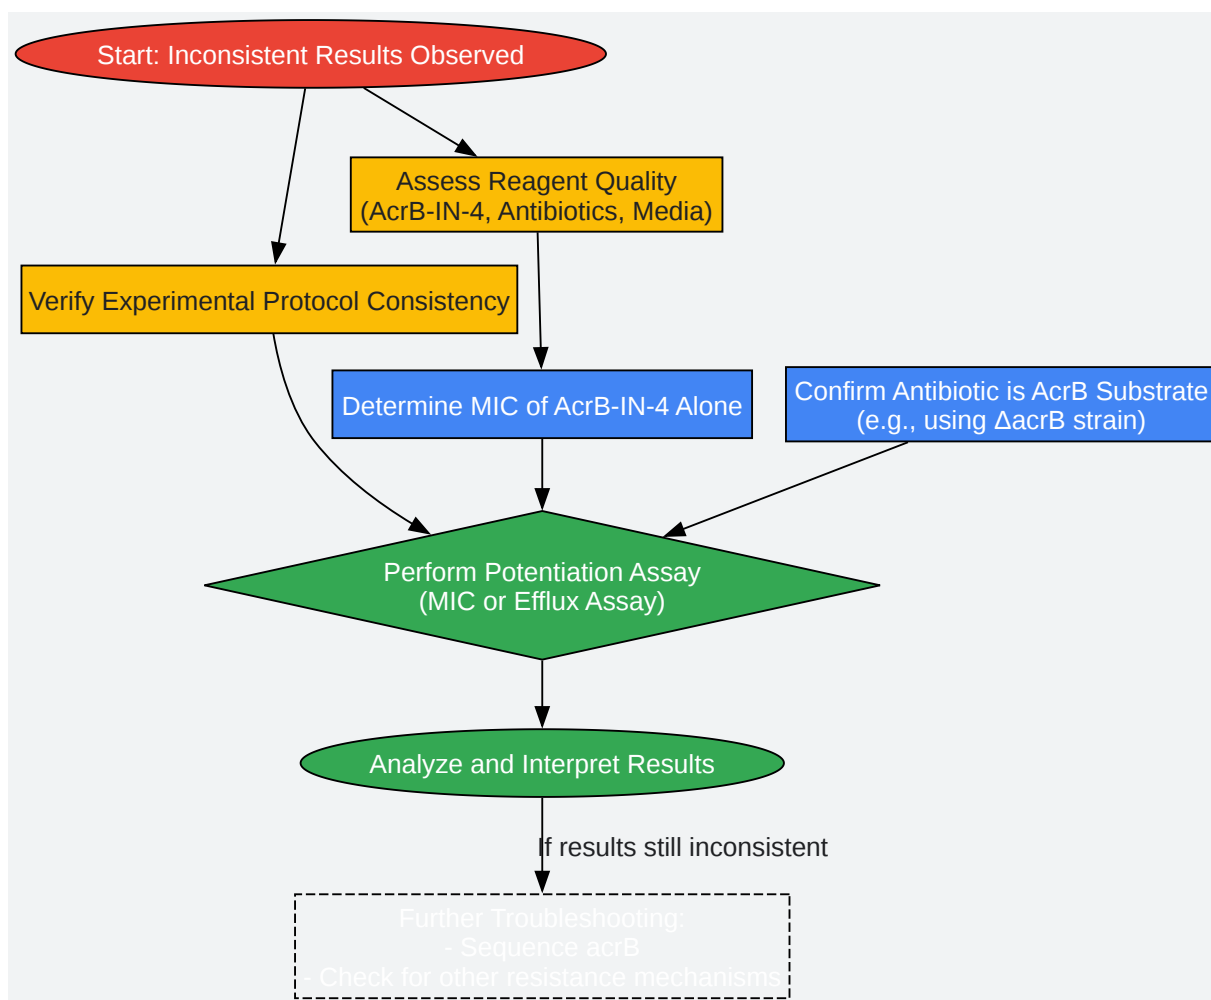 Start: Inconsistent Results Observed
Assess Reagent Quality
(AcrB-IN-4, Antibiotics, Media)
Verify Experimental Protocol Consistency
Determine MIC of AcrB-IN-4 Alone
Confirm Antibiotic is AcrB Substrate
(e.g., using ΔacrB strain)
Perform Potentiation Assay
(MIC or Efflux Assay)
Analyze and Interpret Results
If results still inconsistent
Further Troubleshooting:
- Sequence acrB
- Check for other resistance mechanisms